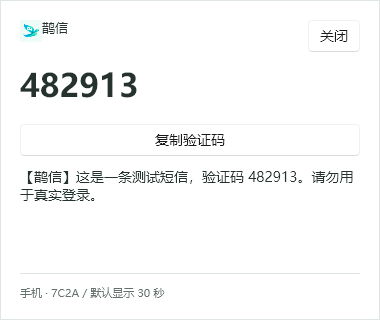 鹊信
关闭
482913
复制验证码
【鹊信】这是一条测试短信，验证码 482913。请勿用
于真实登录。
手机 · 7C2A / 默认显示 30 秒